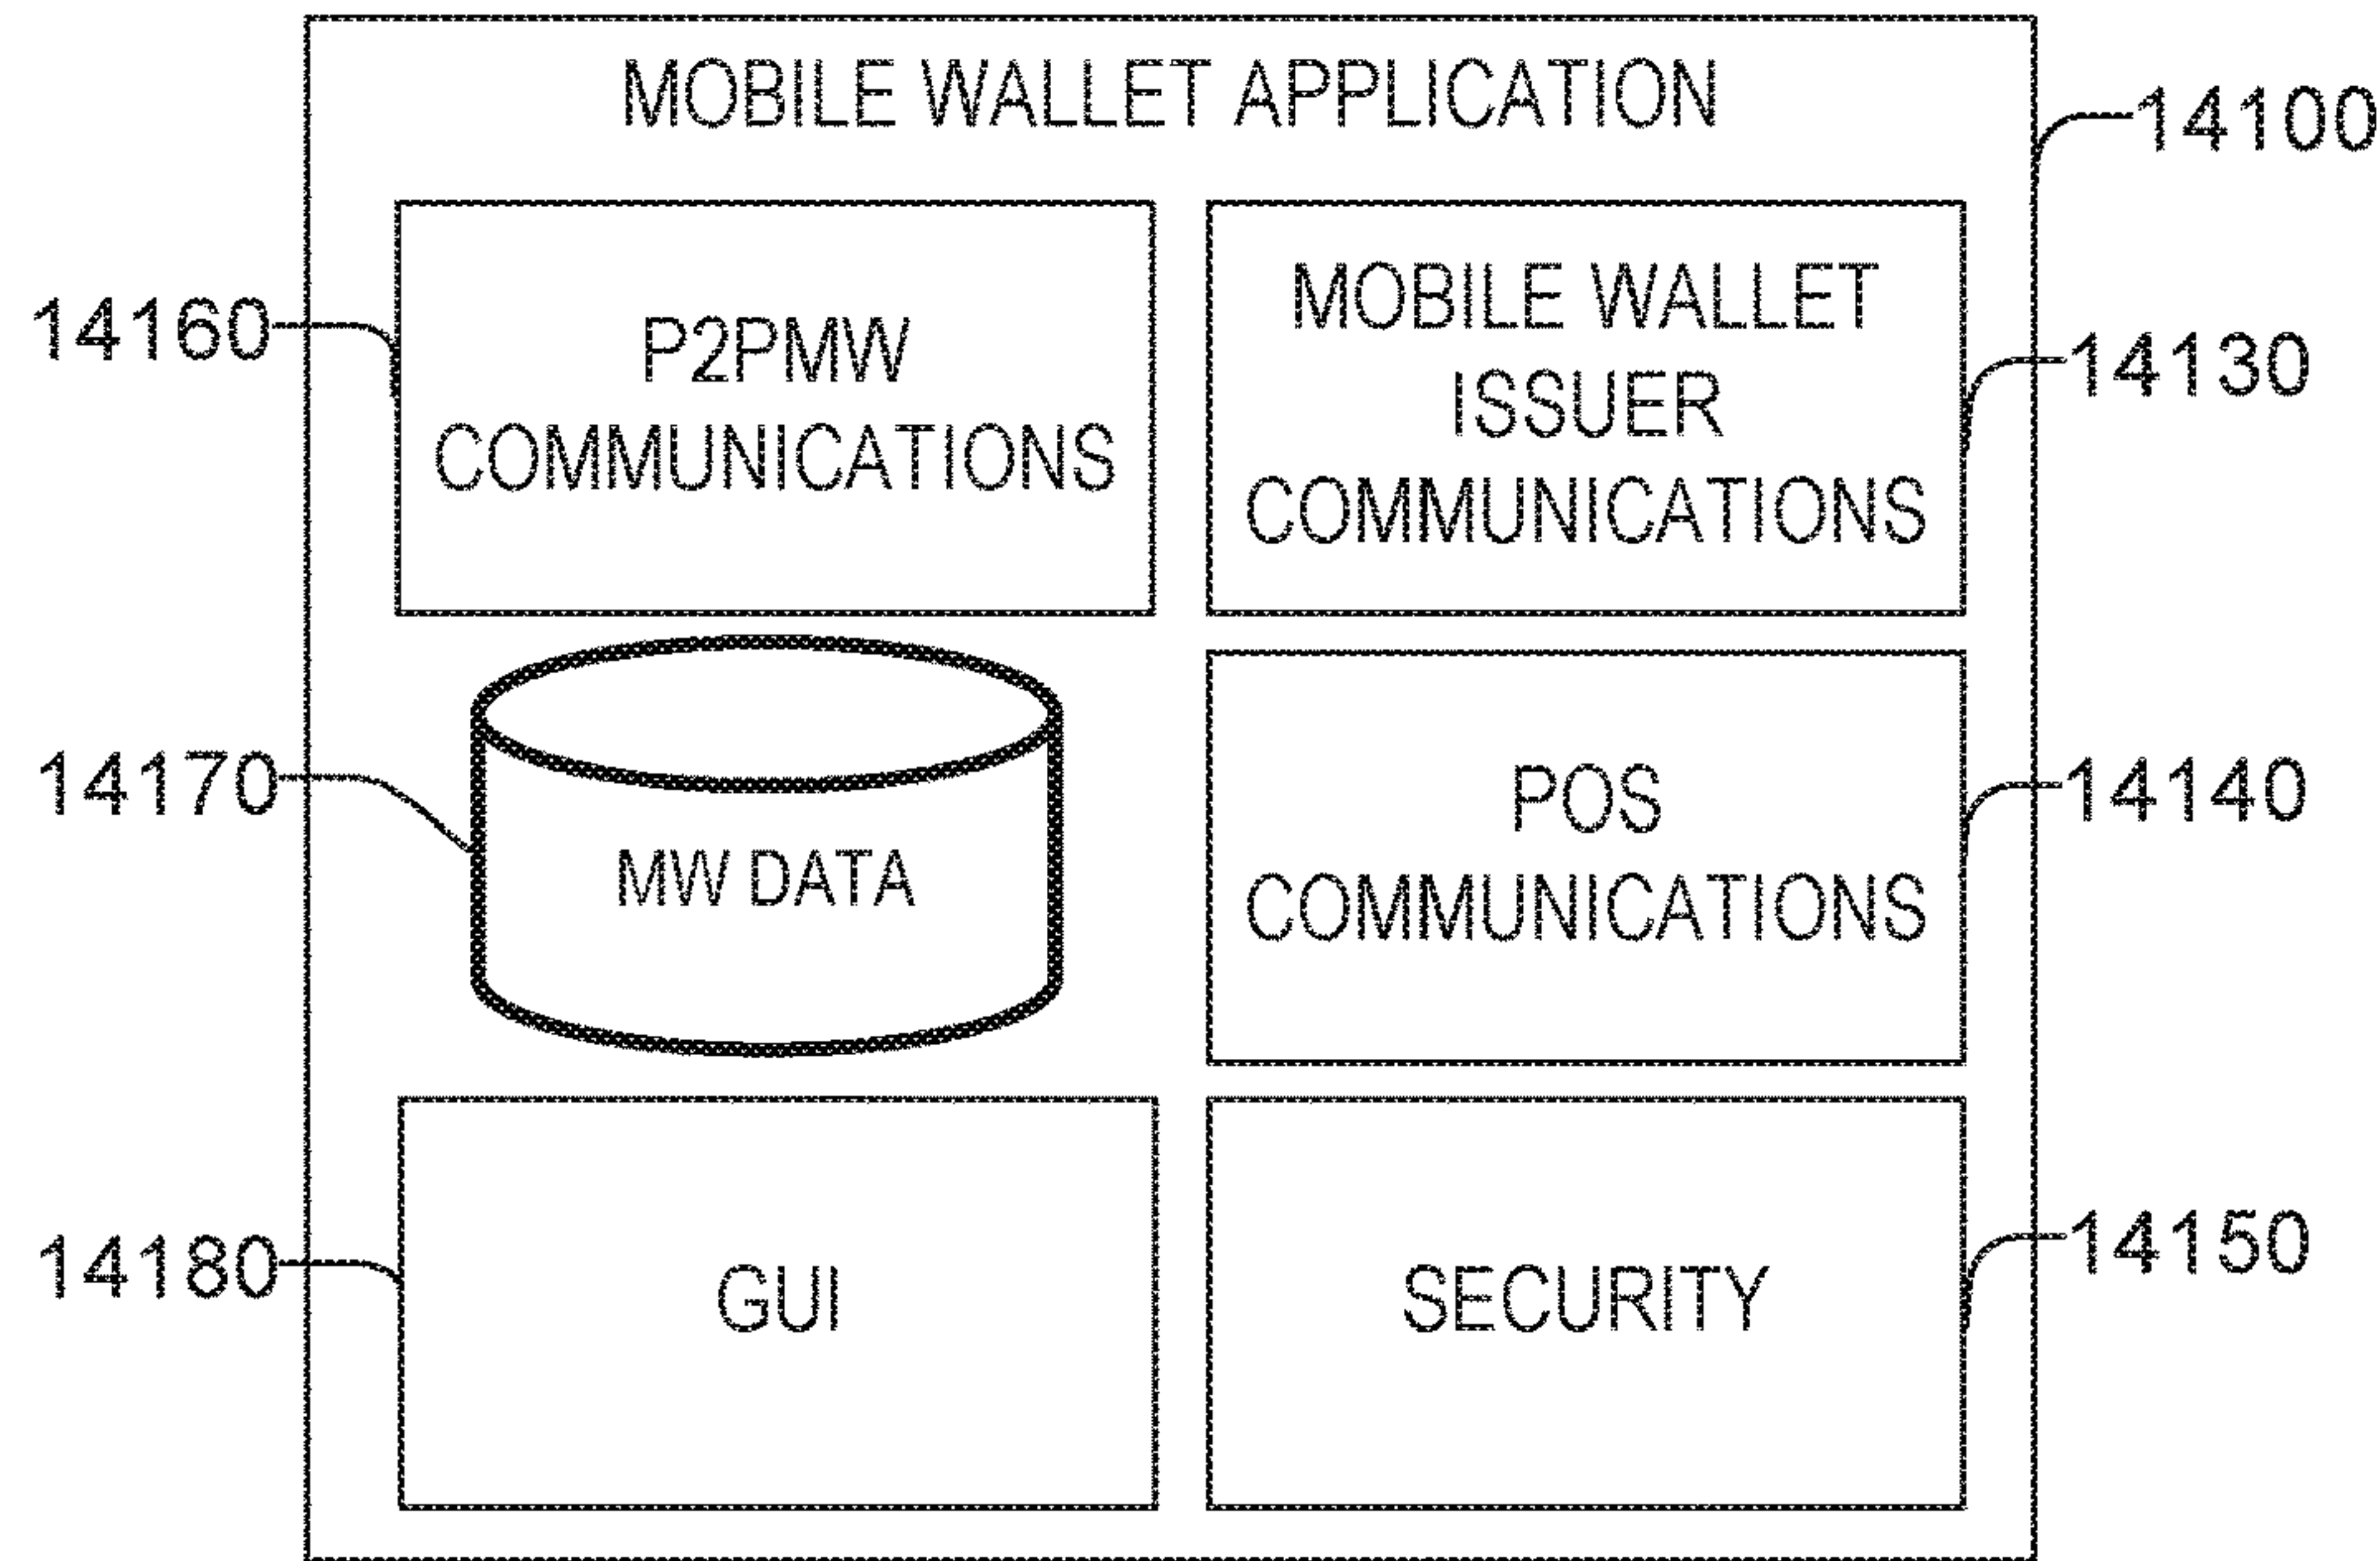 MOBILE WALLET APPLICATION
14100
14160
P2PMW
COMMUNICATIONS
MOBILE WALLET
ISSUER
COMMUNICATIONS
14130
14170
MW DATA
POS
COMMUNICATIONS
14140
14180
GUI
SECURITY
14150